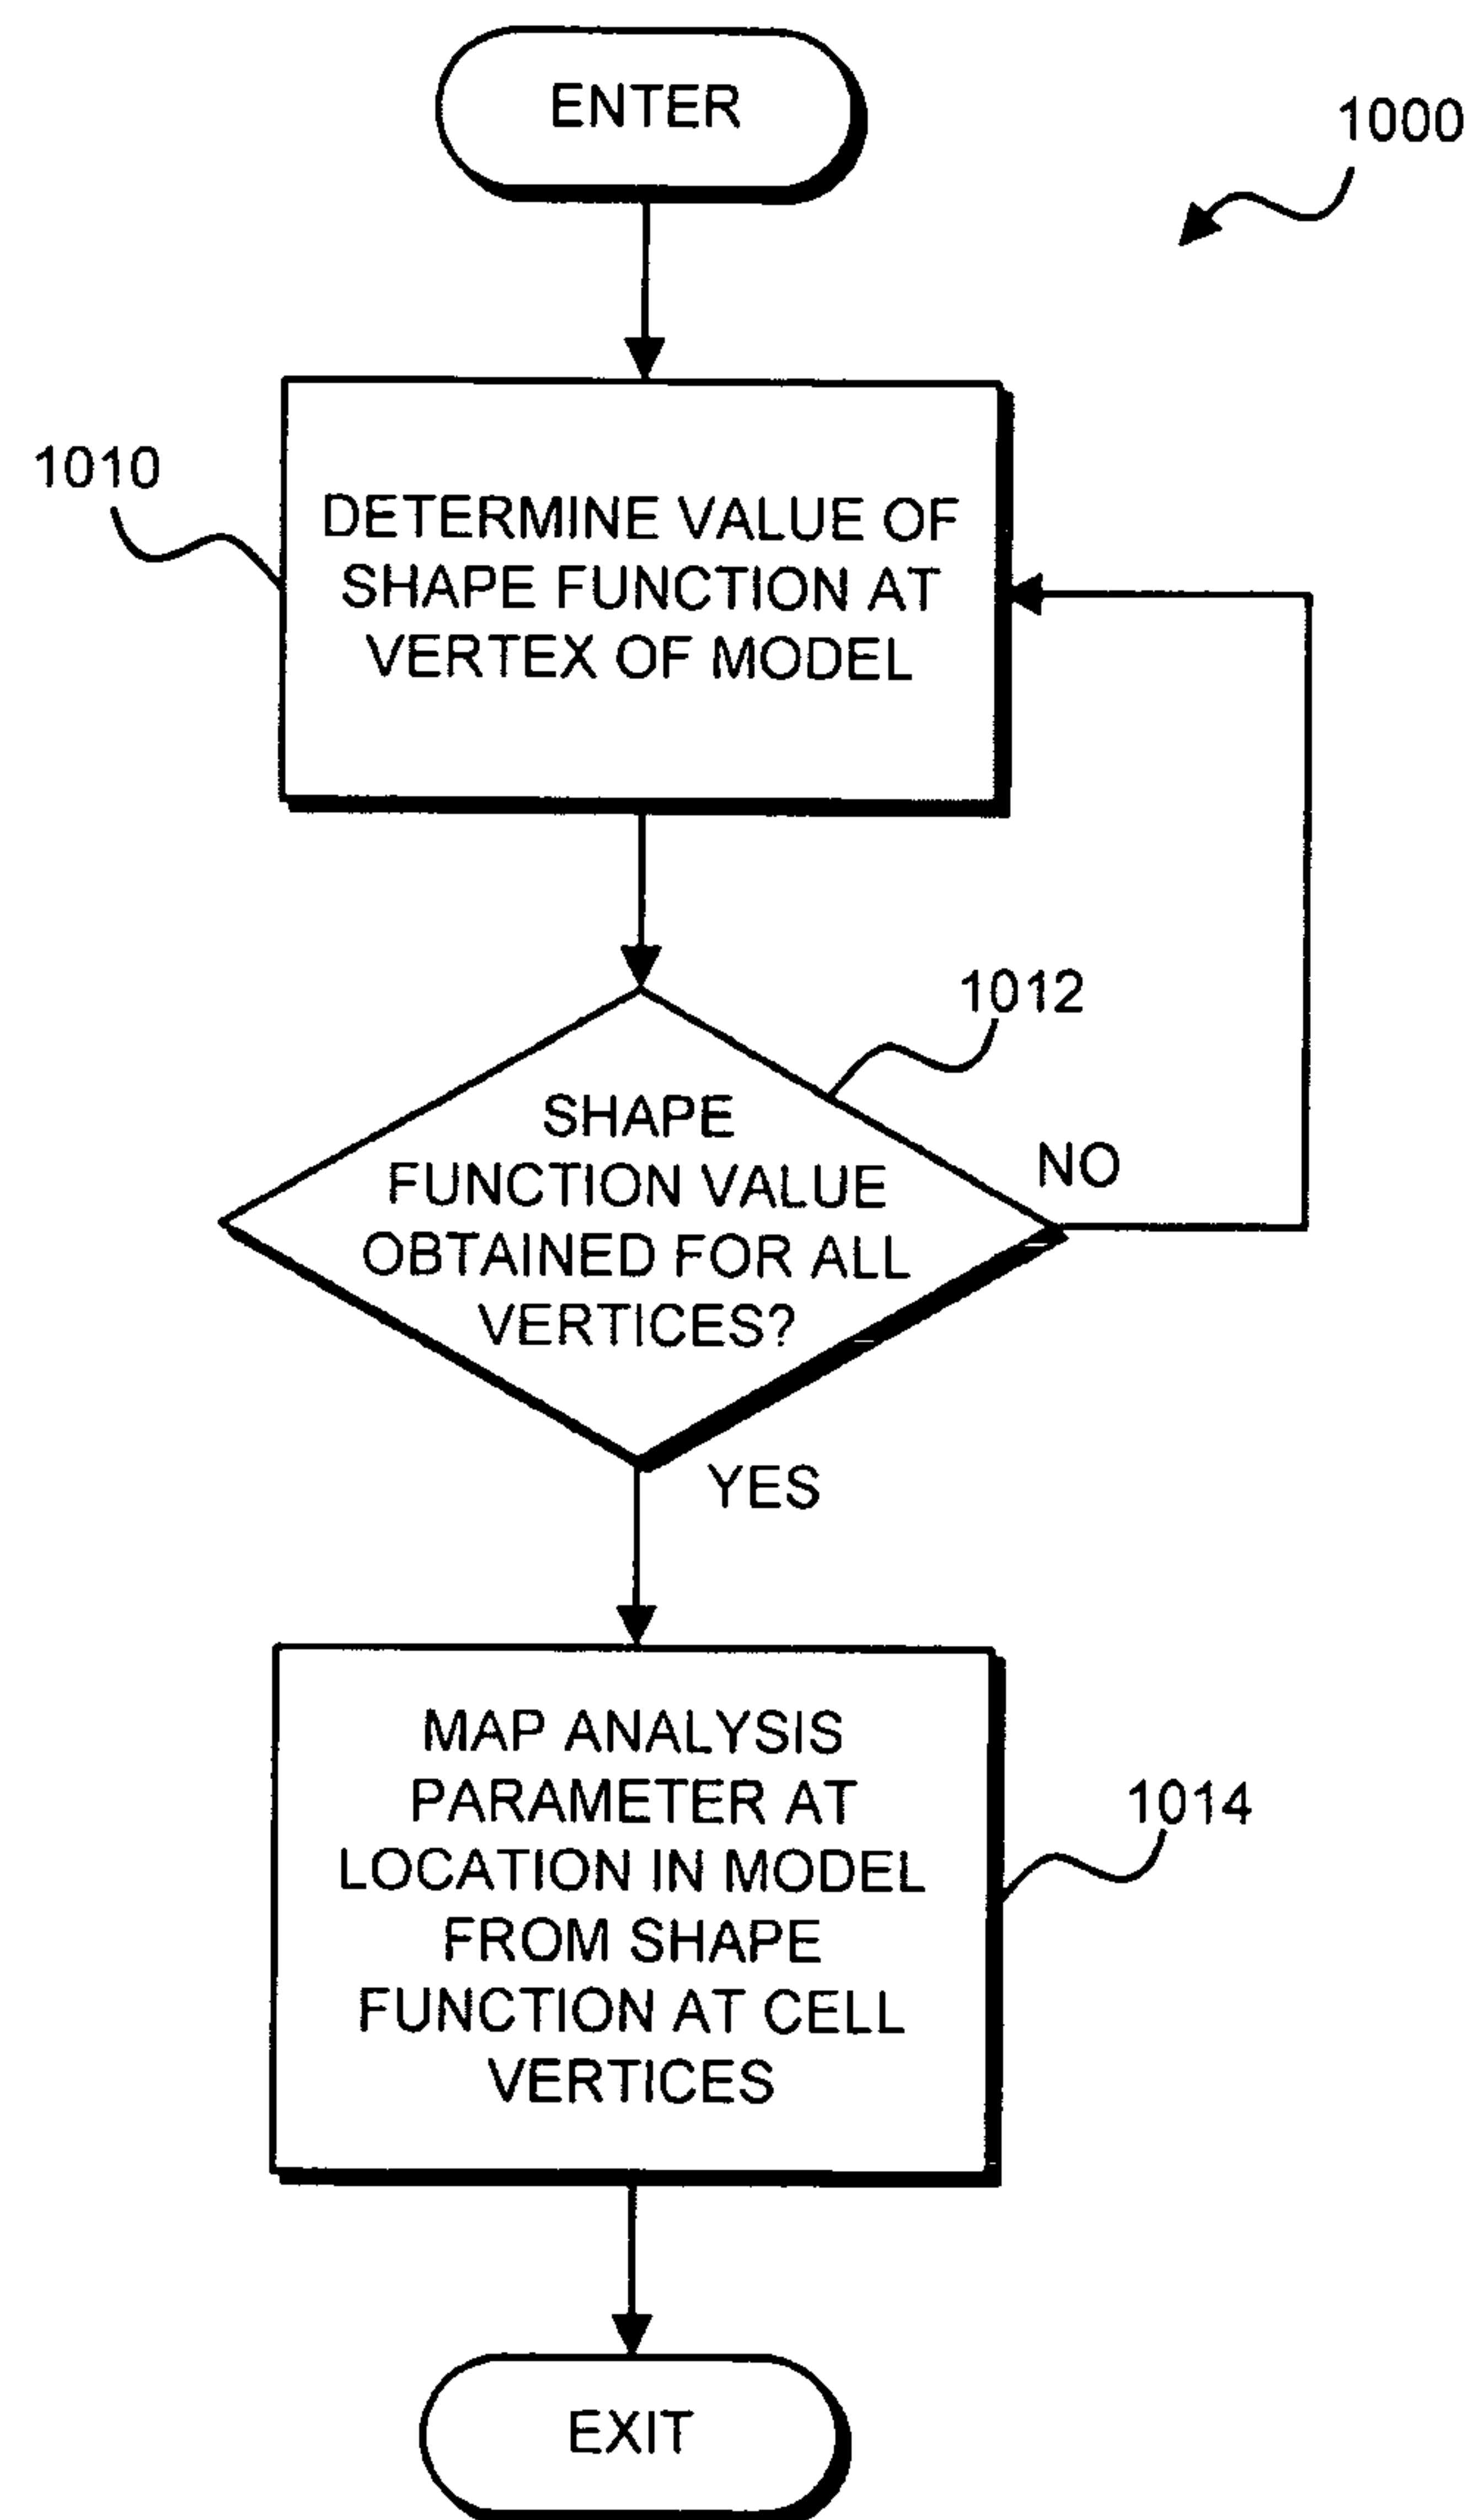 ENTER
1000
1010
DETERMINE VALUE OF
SHAPE FUNCTION AT
VERTEX OF MODEL
1012
SHAPE
FUNCTION VALUE
OBTAINED FOR ALL
VERTICES?
NO
YES
MAP ANALYSIS
PARAMETER AT
LOCATION IN MODEL
FROM SHAPE
FUNCTION AT CELL
VERTICES
1014
EXIT